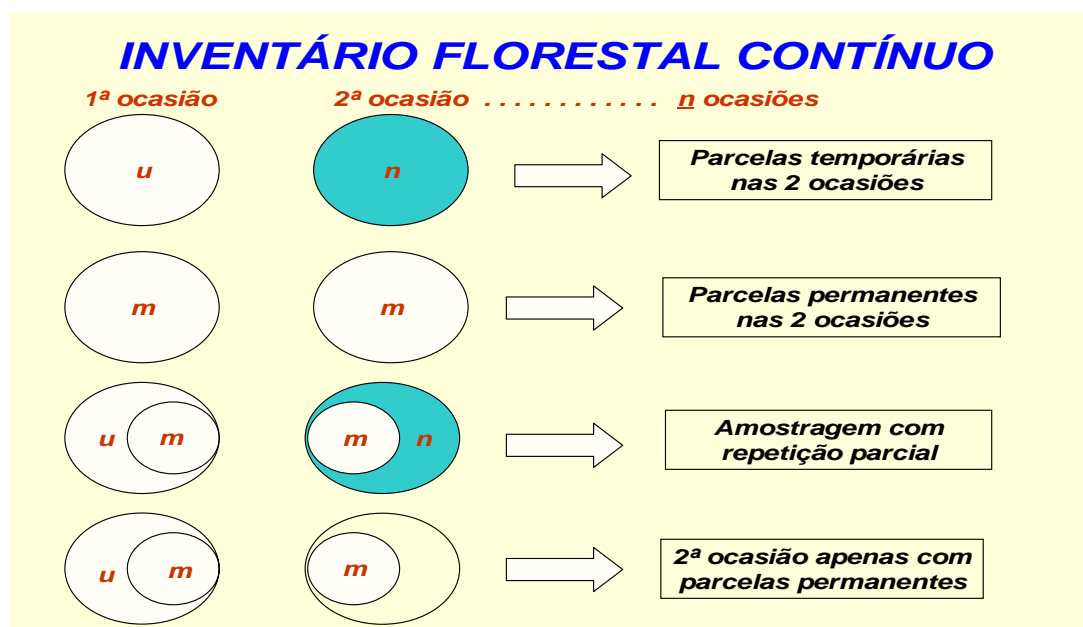 INVENTÁRIO FLORESTAL CONTÍNUO
1ª ocasião 2ª ocasião . . . . . . . . . . . . n ocasiões
u n Parcelas temporárias
nas 2 ocasiões
m m Parcelas permanentes
nas 2 ocasiões
u m m n Amostragem com
repetição parcial
u m m 2ª ocasião apenas com
parcelas permanentes